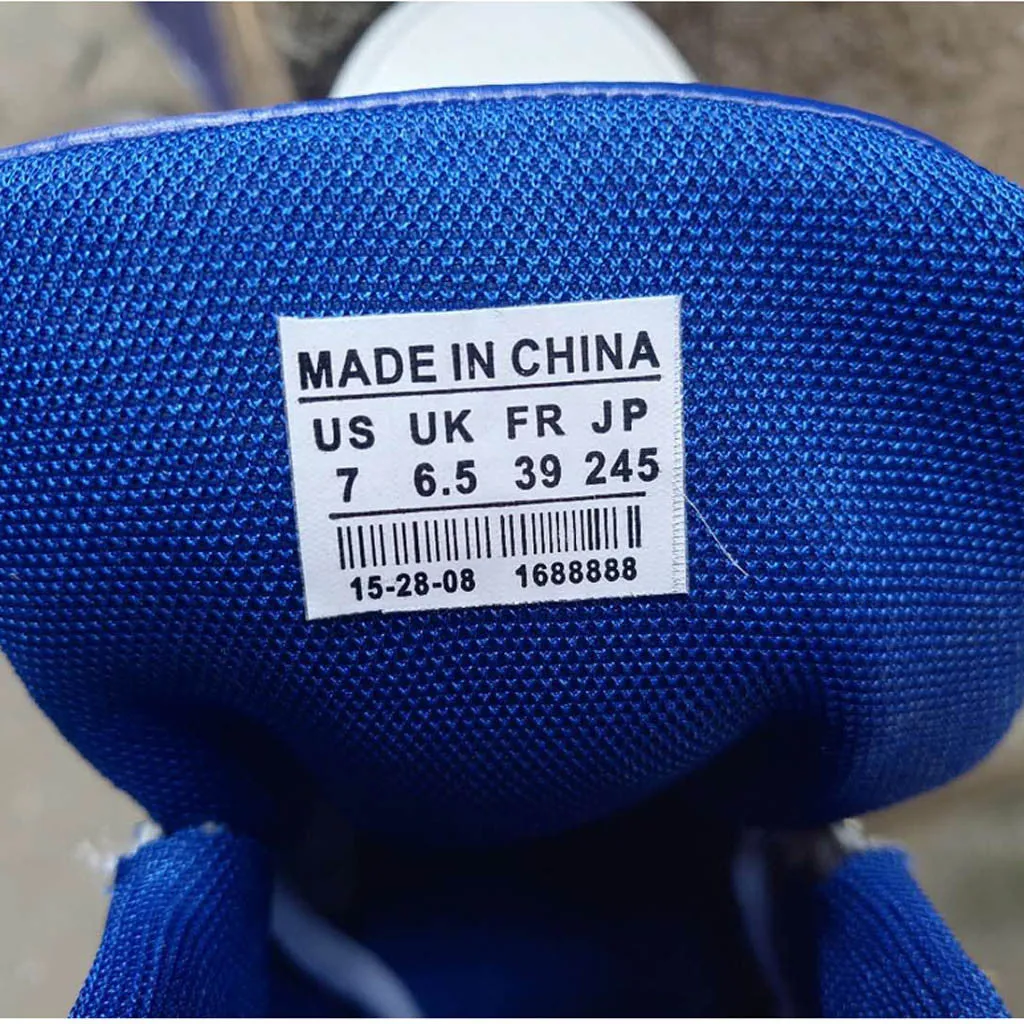 MADE IN CHINA
US UK FR JP
7 6.5 39 245
15-28-08 1688888